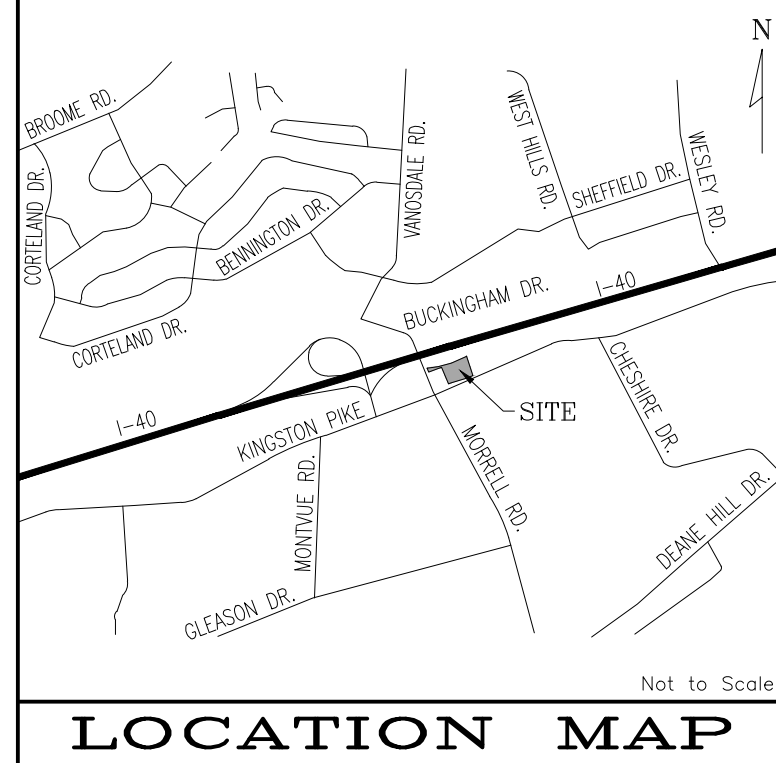 N
BROOME RD.
CORTELAND DR.
BENNINGTON DR.
VANOSDALE RD.
WEST HILLS RD.
SHEFFIELD DR.
WESLEY RD.
CORTELAND DR.
BUCKINGHAM DR.
I-40
I-40
KINGSTON PIKE
SITE
CHESHIRE DR.
MONTVUE RD.
MORRELL RD.
DEANE HILL DR.
GLEASON DR.
Not to Scale
LOCATION MAP